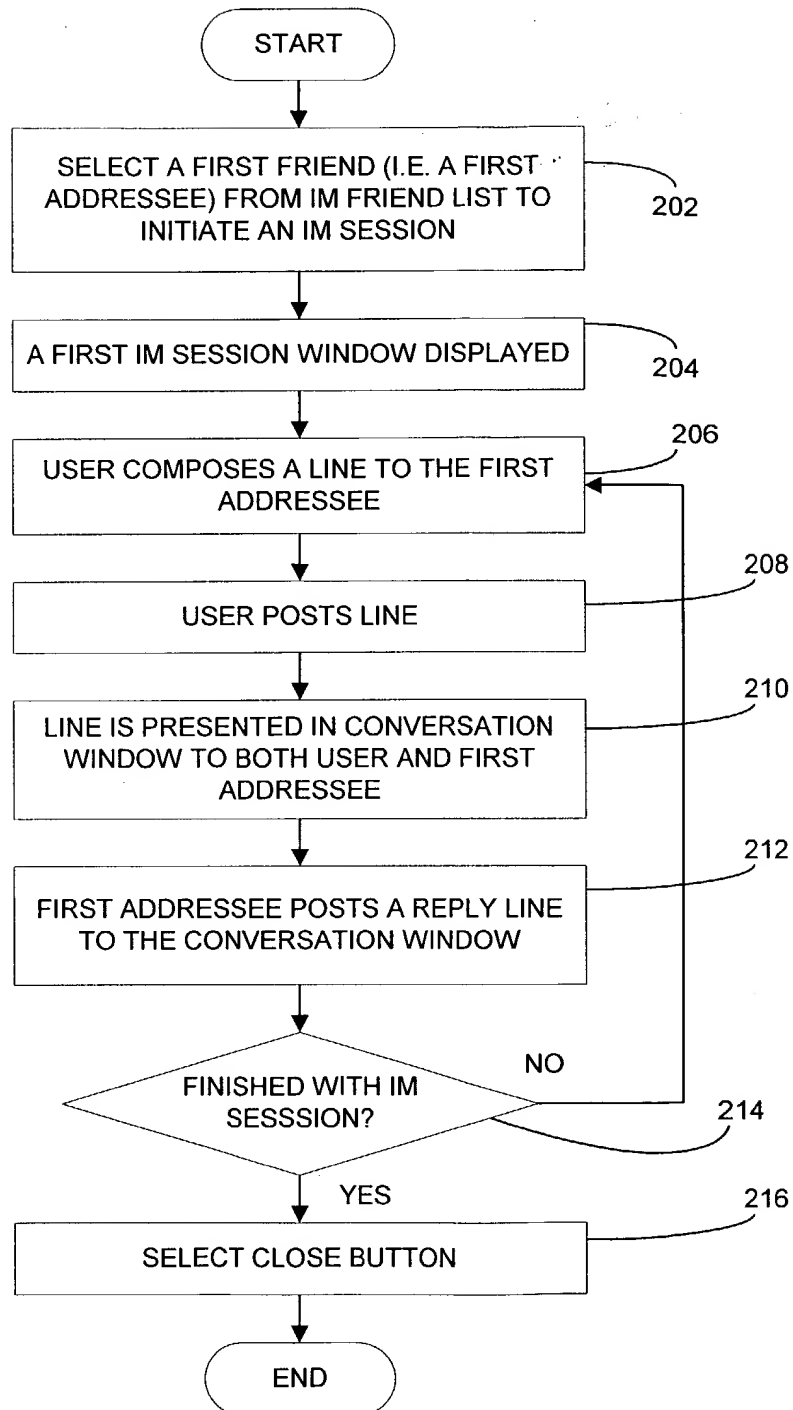 START
SELECT A FIRST FRIEND (I.E. A FIRST
ADDRESSEE) FROM IM FRIEND LIST TO
INITIATE AN IM SESSION
202
A FIRST IM SESSION WINDOW DISPLAYED
204
206
USER COMPOSES A LINE TO THE FIRST
ADDRESSEE
208
USER POSTS LINE
210
LINE IS PRESENTED IN CONVERSATION
WINDOW TO BOTH USER AND FIRST
ADDRESSEE
212
FIRST ADDRESSEE POSTS A REPLY LINE
TO THE CONVERSATION WINDOW
NO
FINISHED WITH IM
SESSSION?
214
YES
216
SELECT CLOSE BUTTON
END